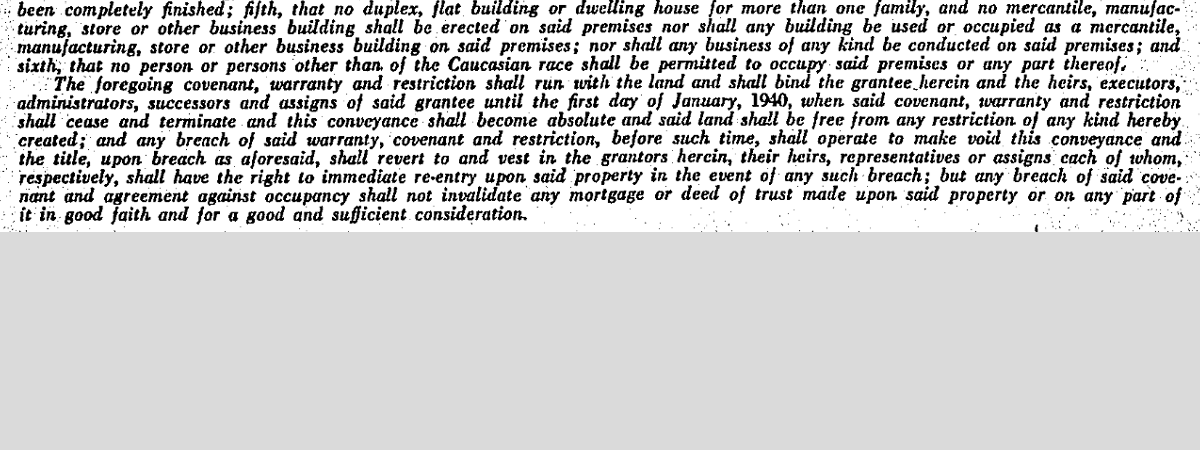 been completely finished; fifth, that no duplex, flat building or dwelling house for more than one family, and no mercantile, manufac-
turing, store or other business building shall be erected on said premises nor shall any building be used or occupied as a mercantile,
manufacturing, store or other business building on said premises; nor shall any business of any kind be conducted on said premises; and
sixth, that no person or persons other than of the Caucasian race shall be permitted to occupy said premises or any part thereof.
The foregoing covenant, warranty and restriction shall run with the land and shall bind the grantee herein and the heirs, executors,
administrators, successors and assigns of said grantee until the first day of January, 1940, when said covenant, warranty and restriction
shall cease and terminate and this conveyance shall become absolute and said land shall be free from any restriction of any kind hereby
created; and any breach of said warranty, covenant and restriction, before such time, shall operate to make void this conveyance and
the title, upon breach as aforesaid, shall revert to and vest in the grantors herein, their heirs, representatives or assigns each of whom,
respectively, shall have the right to immediate re-entry upon said property in the event of any such breach; but any breach of said cove-
nant and agreement against occupancy shall not invalidate any mortgage or deed of trust made upon said property or on any part of
it in good faith and for a good and sufficient consideration.